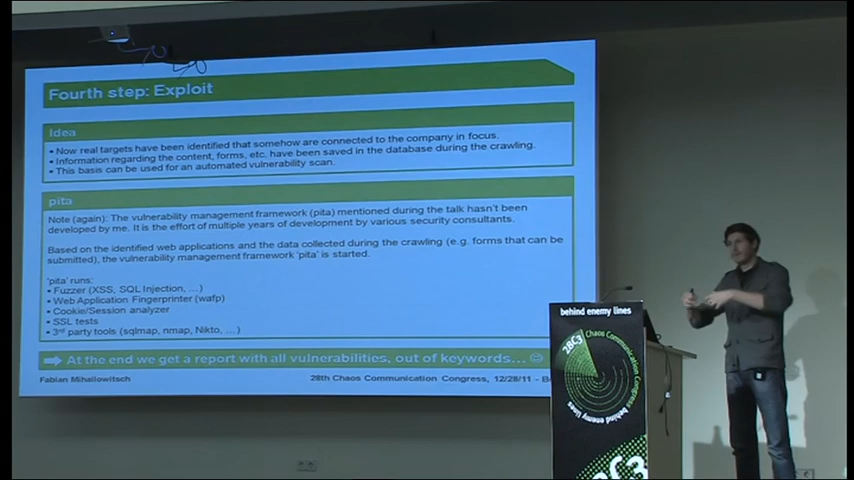 Fourth step: Exploit
Idea
▪ Now real targets have been identified that somehow are connected to the company in focus.
▪ Information regarding the content, forms, etc. have been saved in the database during the crawling.
▪ This basis can be used for an automated vulnerability scan.
pita
Note (again): The vulnerability management framework (pita) mentioned during the talk hasn't been
developed by me. It is the effort of multiple years of development by various security consultants.
Based on the identified web applications and the data collected during the crawling (e.g. forms that can be
submitted), the vulnerability management framework 'pita' is started.
'pita' runs:
▪ Fuzzer (XSS, SQL Injection, ...)
▪ Web Application Fingerprinter (wafp)
▪ Cookie/Session analyzer
▪ SSL tests
▪ 3rd party tools (sqlmap, nmap, Nikto, ...)
At the end we get a report with all vulnerabilities, out of keywords... ☺
Fabian Mihailowitsch
28th Chaos Communication Congress, 12/28/11 - B
behind enemy lines
28C3
Chaos Communication Congress
behind enemy lines